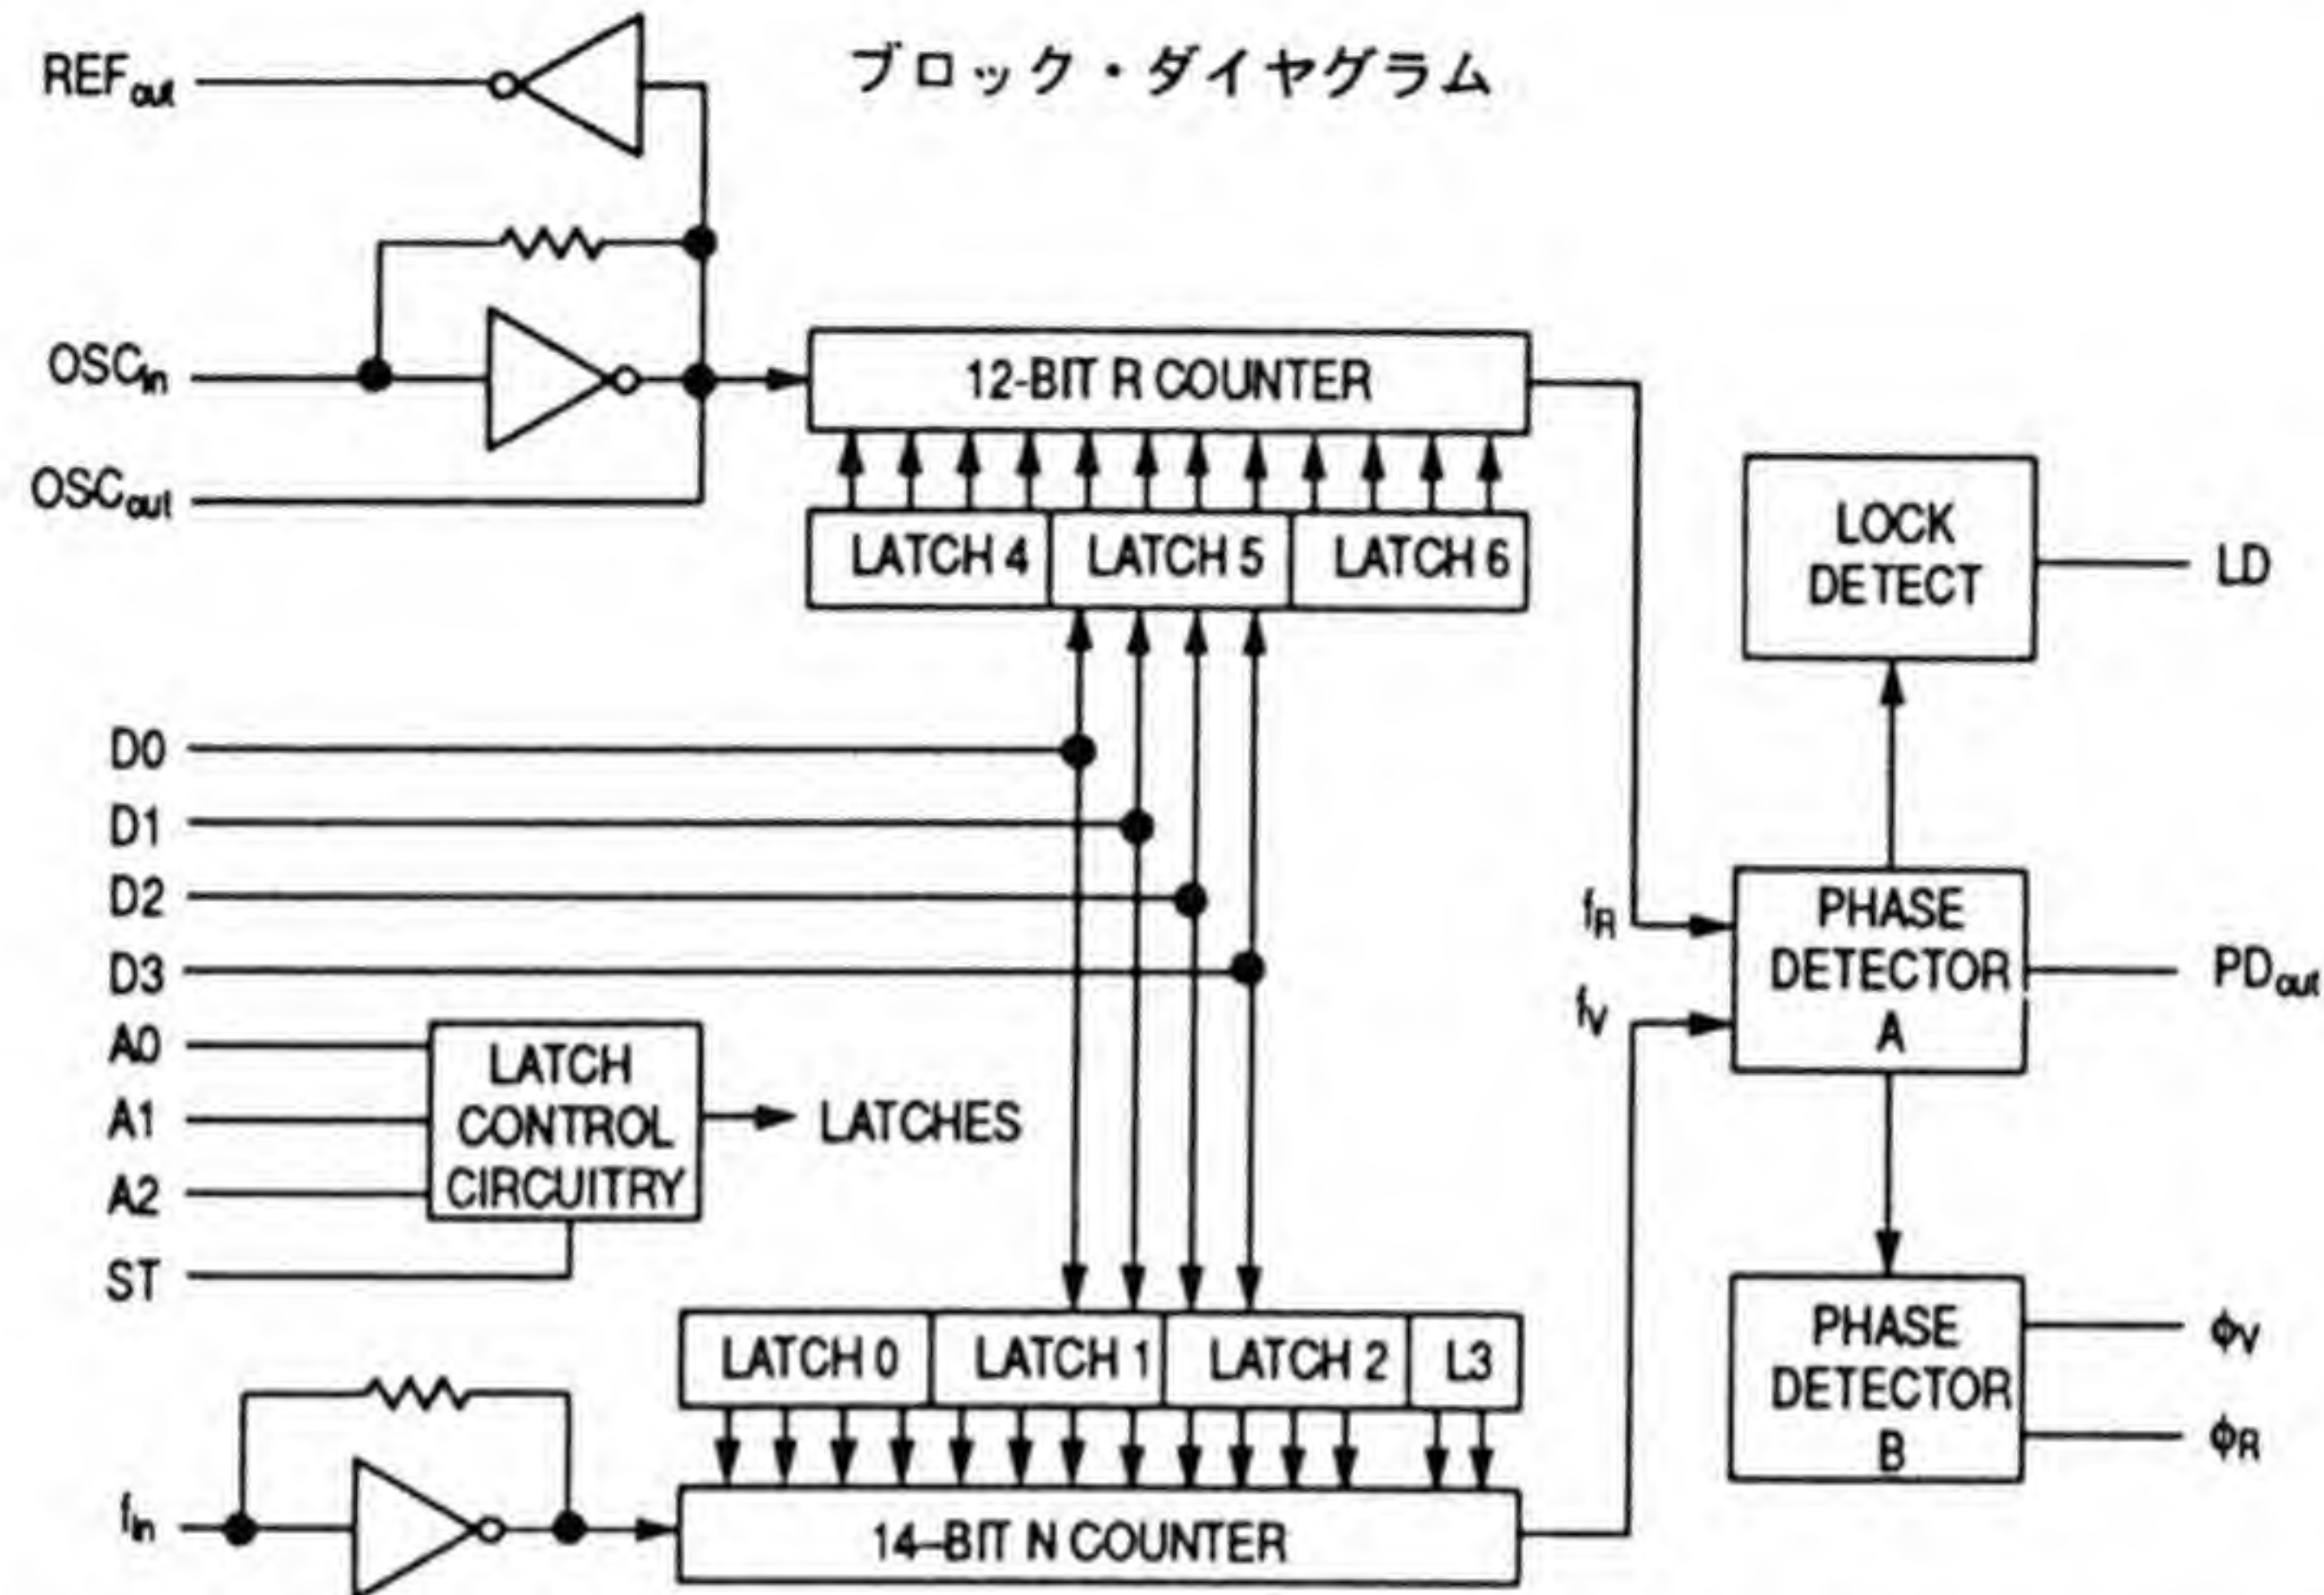 ブロック・ダイヤグラム
REFout
OSCin
OSCout
12-BIT R COUNTER
LATCH 4
LATCH 5
LATCH 6
LOCK
DETECT
LD
D0
D1
D2
D3
A0
A1
A2
ST
LATCH
CONTROL
CIRCUITRY
LATCHES
fR
fV
PHASE
DETECTOR
A
PDout
PHASE
DETECTOR
B
ϕV
ϕR
LATCH 0
LATCH 1
LATCH 2
L3
fin
14–BIT N COUNTER